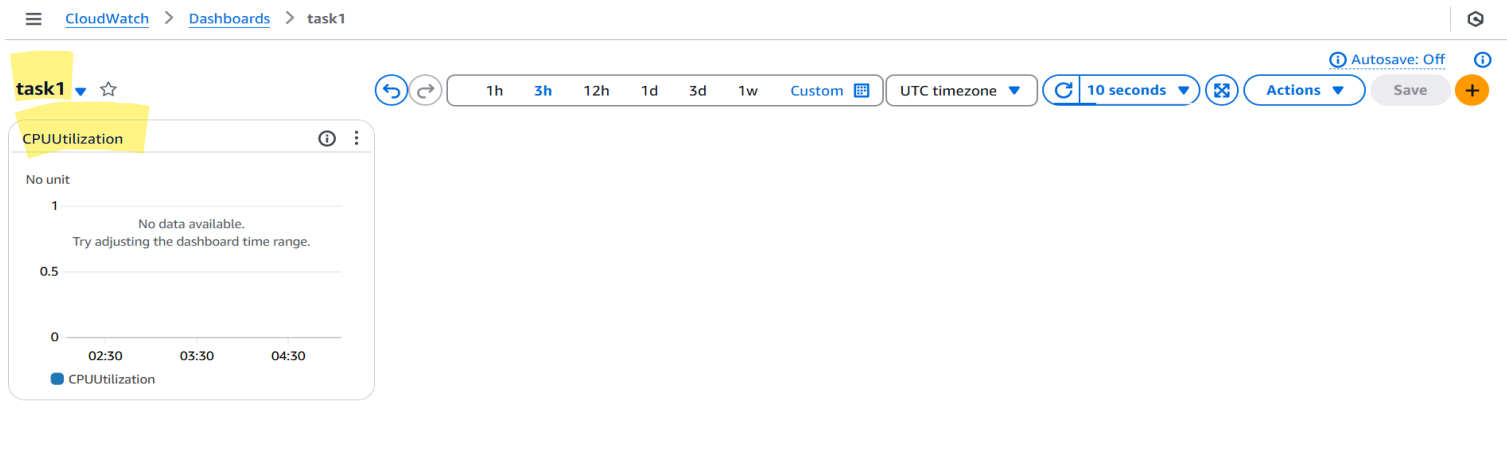 CloudWatch > Dashboards > task1
Autosave: Off
task1
1h 3h 12h 1d 3d 1w Custom UTC timezone 10 seconds Actions Save +
CPUUtilization
No unit
1
No data available.
Try adjusting the dashboard time range.
0.5
0
02:30 03:30 04:30
CPUUtilization